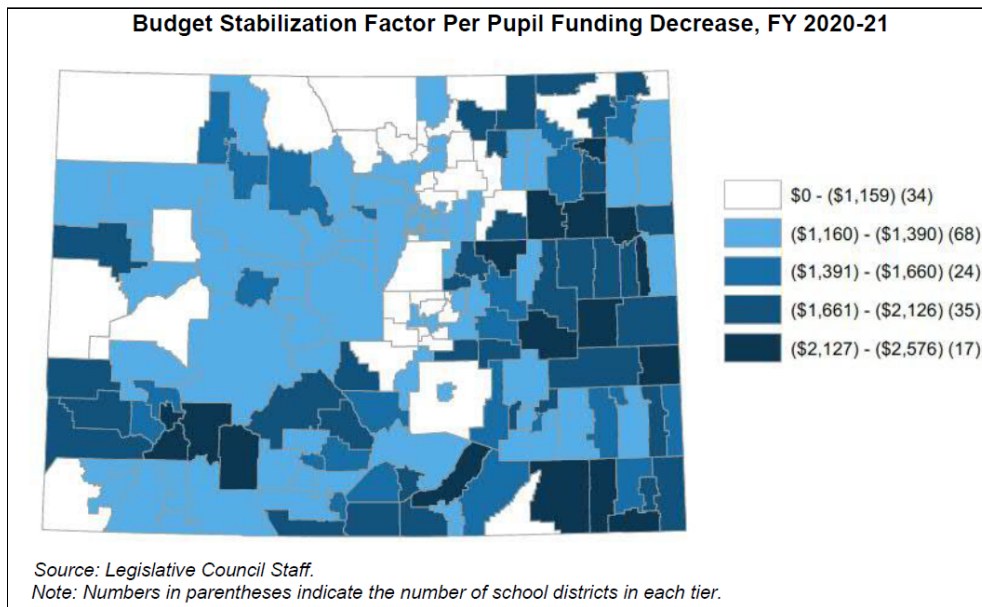 Budget Stabilization Factor Per Pupil Funding Decrease, FY 2020-21
$0 - ($1,159) (34)
($1,160) - ($1,390) (68)
($1,391) - ($1,660) (24)
($1,661) - ($2,126) (35)
($2,127) - ($2,576) (17)
Source: Legislative Council Staff.
Note: Numbers in parentheses indicate the number of school districts in each tier.